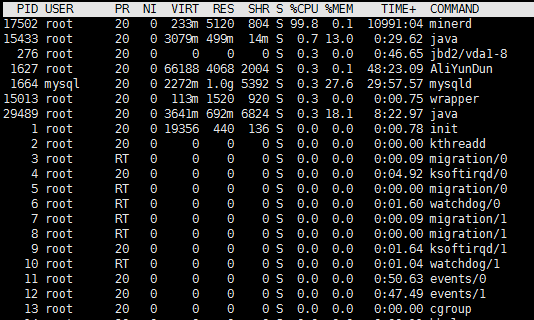 PID USER PR NI VIRT RES SHR S %CPU %MEM TIME+ COMMAND
17502 root 20 0 233m 5120 804 S 99.8 0.1 10991:04 minerd
15433 root 20 0 3079m 499m 14m S 0.7 13.0 0:29.62 java
276 root 20 0 0 0 0 S 0.3 0.0 0:46.65 jbd2/vda1-8
1627 root 20 0 66188 4068 2004 S 0.3 0.1 48:23.09 AliYunDun
1664 mysql 20 0 2272m 1.0g 5392 S 0.3 27.6 29:57.57 mysqld
15013 root 20 0 113m 1520 920 S 0.3 0.0 0:00.75 wrapper
29489 root 20 0 3641m 692m 6824 S 0.3 18.1 8:22.97 java
1 root 20 0 19356 440 136 S 0.0 0.0 0:00.78 init
2 root 20 0 0 0 0 S 0.0 0.0 0:00.00 kthreadd
3 root RT 0 0 0 0 S 0.0 0.0 0:00.09 migration/0
4 root 20 0 0 0 0 S 0.0 0.0 0:04.92 ksoftirqd/0
5 root RT 0 0 0 0 S 0.0 0.0 0:00.00 migration/0
6 root RT 0 0 0 0 S 0.0 0.0 0:01.60 watchdog/0
7 root RT 0 0 0 0 S 0.0 0.0 0:00.09 migration/1
8 root RT 0 0 0 0 S 0.0 0.0 0:00.00 migration/1
9 root 20 0 0 0 0 S 0.0 0.0 0:01.64 ksoftirqd/1
10 root RT 0 0 0 0 S 0.0 0.0 0:01.04 watchdog/1
11 root 20 0 0 0 0 S 0.0 0.0 0:50.63 events/0
12 root 20 0 0 0 0 S 0.0 0.0 0:47.49 events/1
13 root 20 0 0 0 0 S 0.0 0.0 0:00.00 cgroup